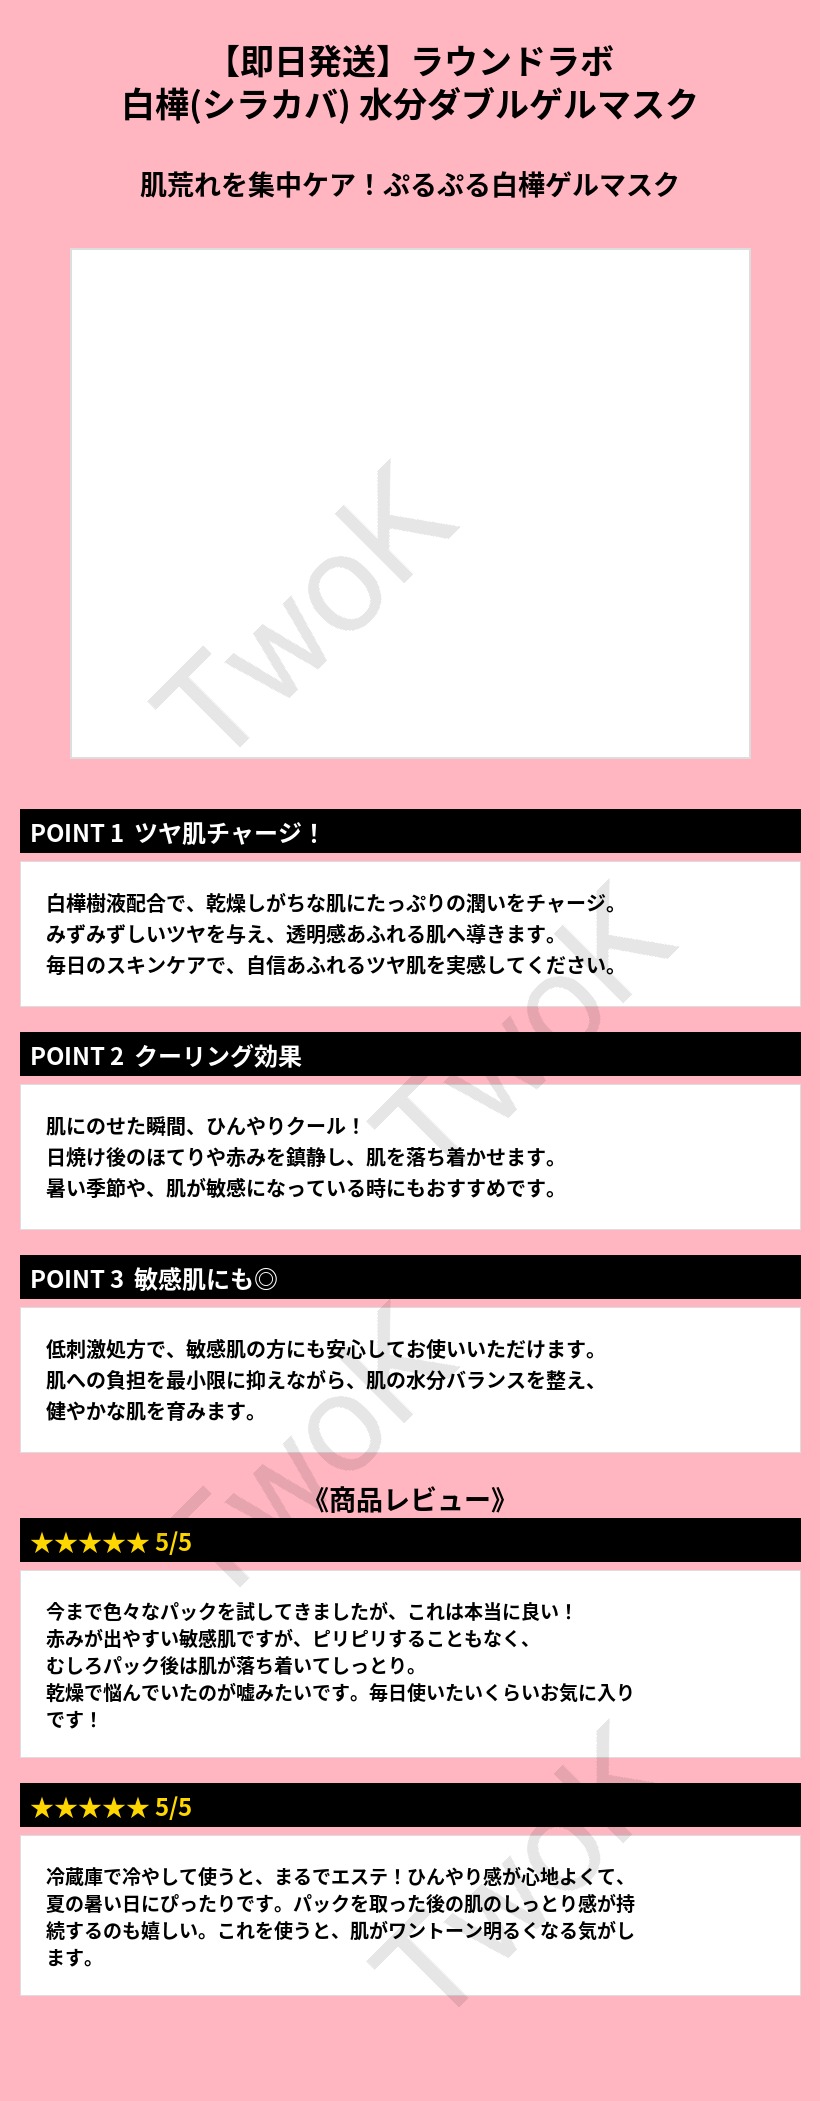 【即日発送】ラウンドラボ
白樺(シラカバ) 水分ダブルゲルマスク
肌荒れを集中ケア！ぷるぷる白樺ゲルマスク
TwoK
POINT 1 ツヤ肌チャージ！
白樺樹液配合で、乾燥しがちな肌にたっぷりの潤いをチャージ。
みずみずしいツヤを与え、透明感あふれる肌へ導きます。
毎日のスキンケアで、自信あふれるツヤ肌を実感してください。
TwoK
POINT 2 クーリング効果
肌にのせた瞬間、ひんやりクール！
日焼け後のほてりや赤みを鎮静し、肌を落ち着かせます。
暑い季節や、肌が敏感になっている時にもおすすめです。
POINT 3 敏感肌にも◎
低刺激処方で、敏感肌の方にも安心してお使いいただけます。
肌への負担を最小限に抑えながら、肌の水分バランスを整え、
健やかな肌を育みます。
TwoK
《商品レビュー》
★★★★★ 5/5
今まで色々なパックを試してきましたが、これは本当に良い！
赤みが出やすい敏感肌ですが、ピリピリすることもなく、
むしろパック後は肌が落ち着いてしっとり。
乾燥で悩んでいたのが嘘みたいです。毎日使いたいくらいお気に入り
です！
★★★★★ 5/5
冷蔵庫で冷やして使うと、まるでエステ！ひんやり感が心地よくて、
夏の暑い日にぴったりです。パックを取った後の肌のしっとり感が持
続するのも嬉しい。これを使うと、肌がワントーン明るくなる気がし
ます。
TwoK